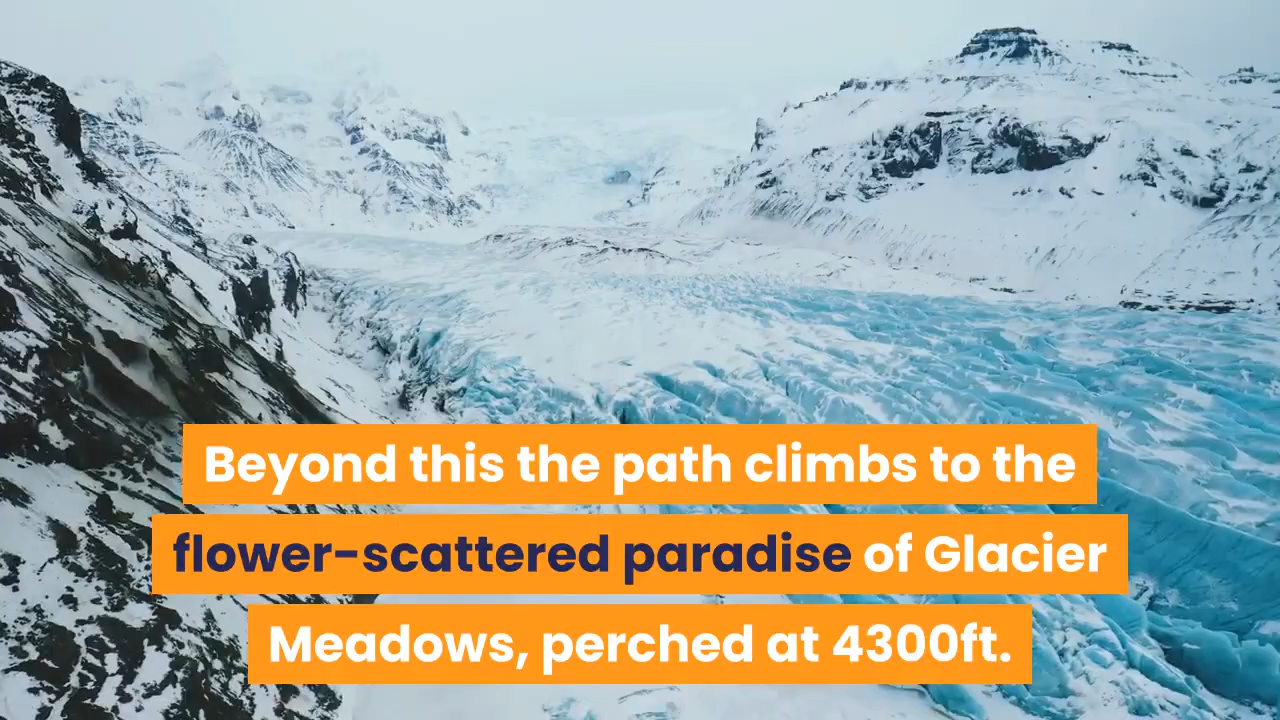 Beyond this the path climbs to the
flower-scattered paradise of Glacier
Meadows, perched at 4300ft.